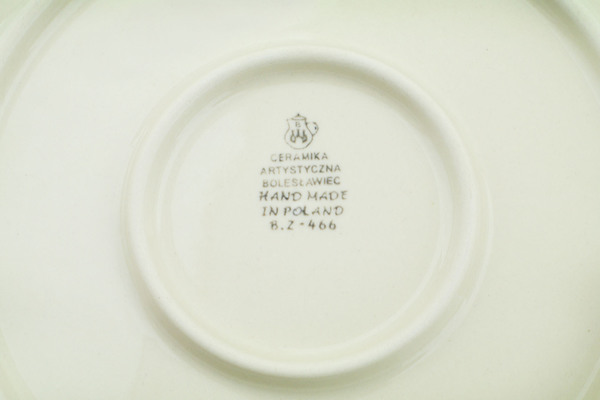 CERAMIKA
ARTYSTYCZNA
BOLESŁAWIEC
HAND MADE
IN POLAND
B.Z-466